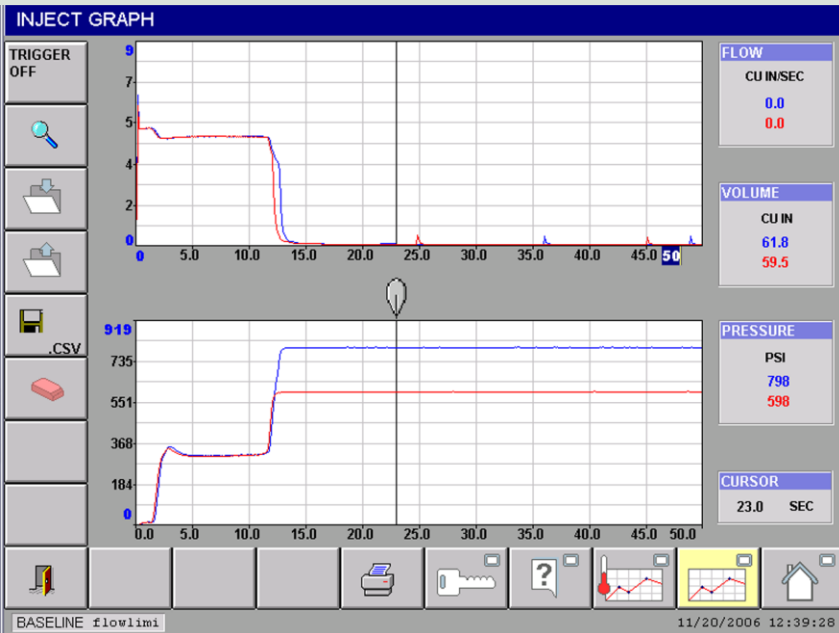 INJECT GRAPH
TRIGGER
OFF
.CSV
9
7
5
4
2
0
0 5.0 10.0 15.0 20.0 25.0 30.0 35.0 40.0 45.0 50
919
735
551
368
184
0
0.0 5.0 10.0 15.0 20.0 25.0 30.0 35.0 40.0 45.0 50.0
FLOW
CU IN/SEC
0.0
0.0
VOLUME
CU IN
61.8
59.5
PRESSURE
PSI
798
598
CURSOR
23.0 SEC
?
BASELINE flowlimi
11/20/2006 12:39:28